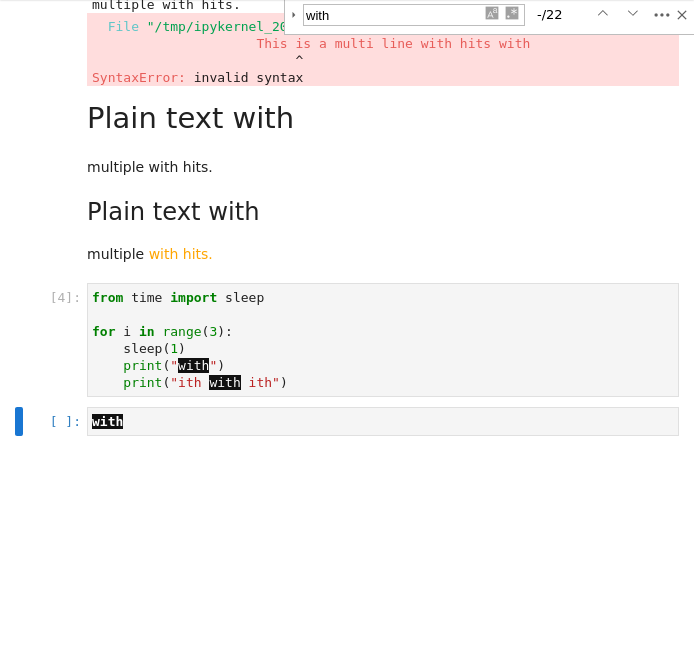 multiple with hits.
with
-/22
File "/tmp/ipykernel_20
This is a multi line with hits with
^
SyntaxError: invalid syntax
Plain text with
multiple with hits.
Plain text with
multiple with hits.
[4]:
from time import sleep
for i in range(3):
sleep(1)
print("with")
print("ith with ith")
[ ]:
with